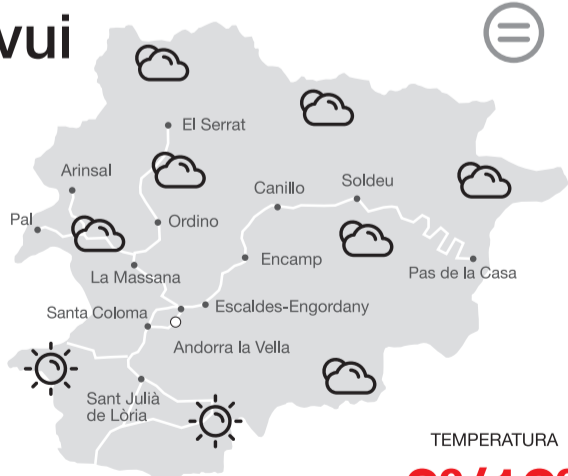 El Serrat
Arinsal
Canillo
Soldeu
Pal
Ordino
Encamp
Pas de la Casa
La Massana
Santa Coloma
Escaldes-Engordany
Andorra la Vella
Sant Julià
de Lòria
TEMPERATURA